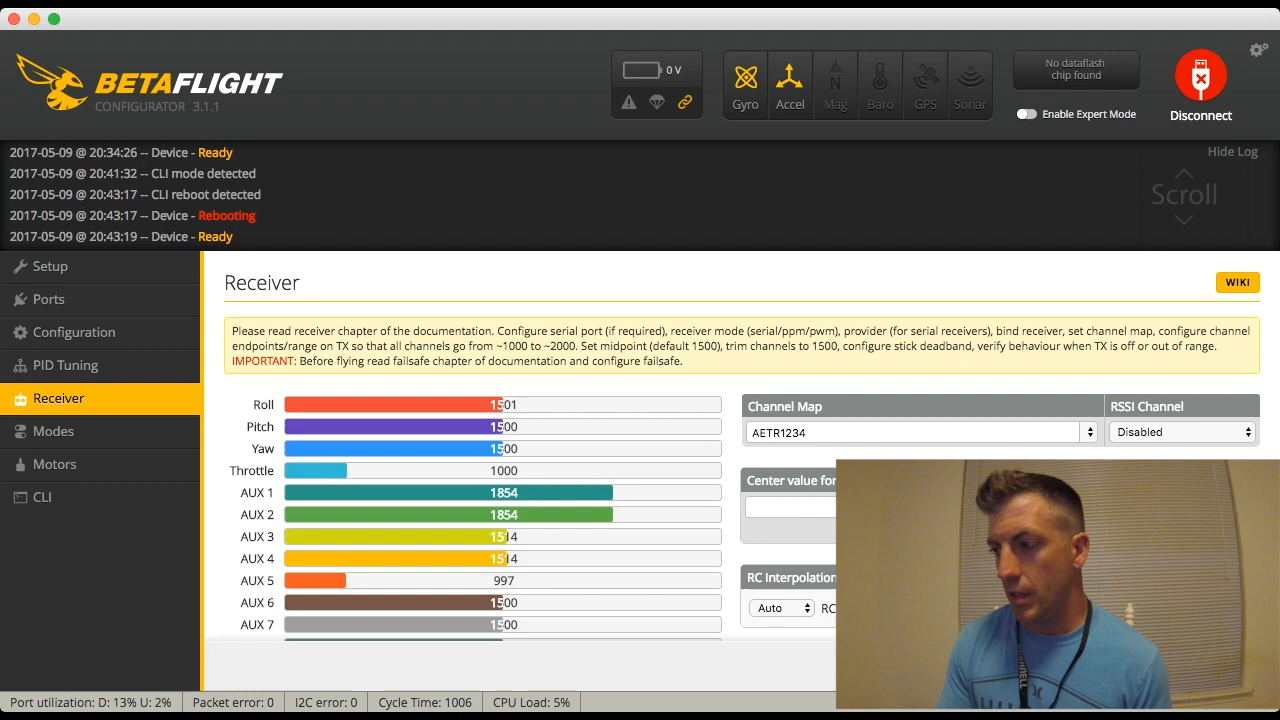 BETAFLIGHT
CONFIGURATOR 3.1.1
0 V
Gyro
Accel
Mag
Baro
GPS
Sonar
No dataflash
chip found
Enable Expert Mode
Disconnect
2017-05-09 @ 20:34:26 -- Device - Ready
2017-05-09 @ 20:41:32 -- CLI mode detected
2017-05-09 @ 20:43:17 -- CLI reboot detected
2017-05-09 @ 20:43:17 -- Device - Rebooting
2017-05-09 @ 20:43:19 -- Device - Ready
Hide Log
Scroll
Setup
Ports
Configuration
PID Tuning
Receiver
Modes
Motors
CLI
Receiver
WIKI
Please read receiver chapter of the documentation. Configure serial port (if required), receiver mode (serial/ppm/pwm), provider (for serial receivers), bind receiver, set channel map, configure channel
endpoints/range on TX so that all channels go from ~1000 to ~2000. Set midpoint (default 1500), trim channels to 1500, configure stick deadband, verify behaviour when TX is off or out of range.
IMPORTANT: Before flying read failsafe chapter of documentation and configure failsafe.
Roll 1501
Pitch 1500
Yaw 1500
Throttle 1000
AUX 1 1854
AUX 2 1854
AUX 3 1514
AUX 4 1514
AUX 5 997
AUX 6 1500
AUX 7 1500
Channel Map
RSSI Channel
AETR1234
Disabled
Center value for
RC Interpolation
Auto
RC
Port utilization: D: 13% U: 2%
Packet error: 0
I2C error: 0
Cycle Time: 1006
CPU Load: 5%